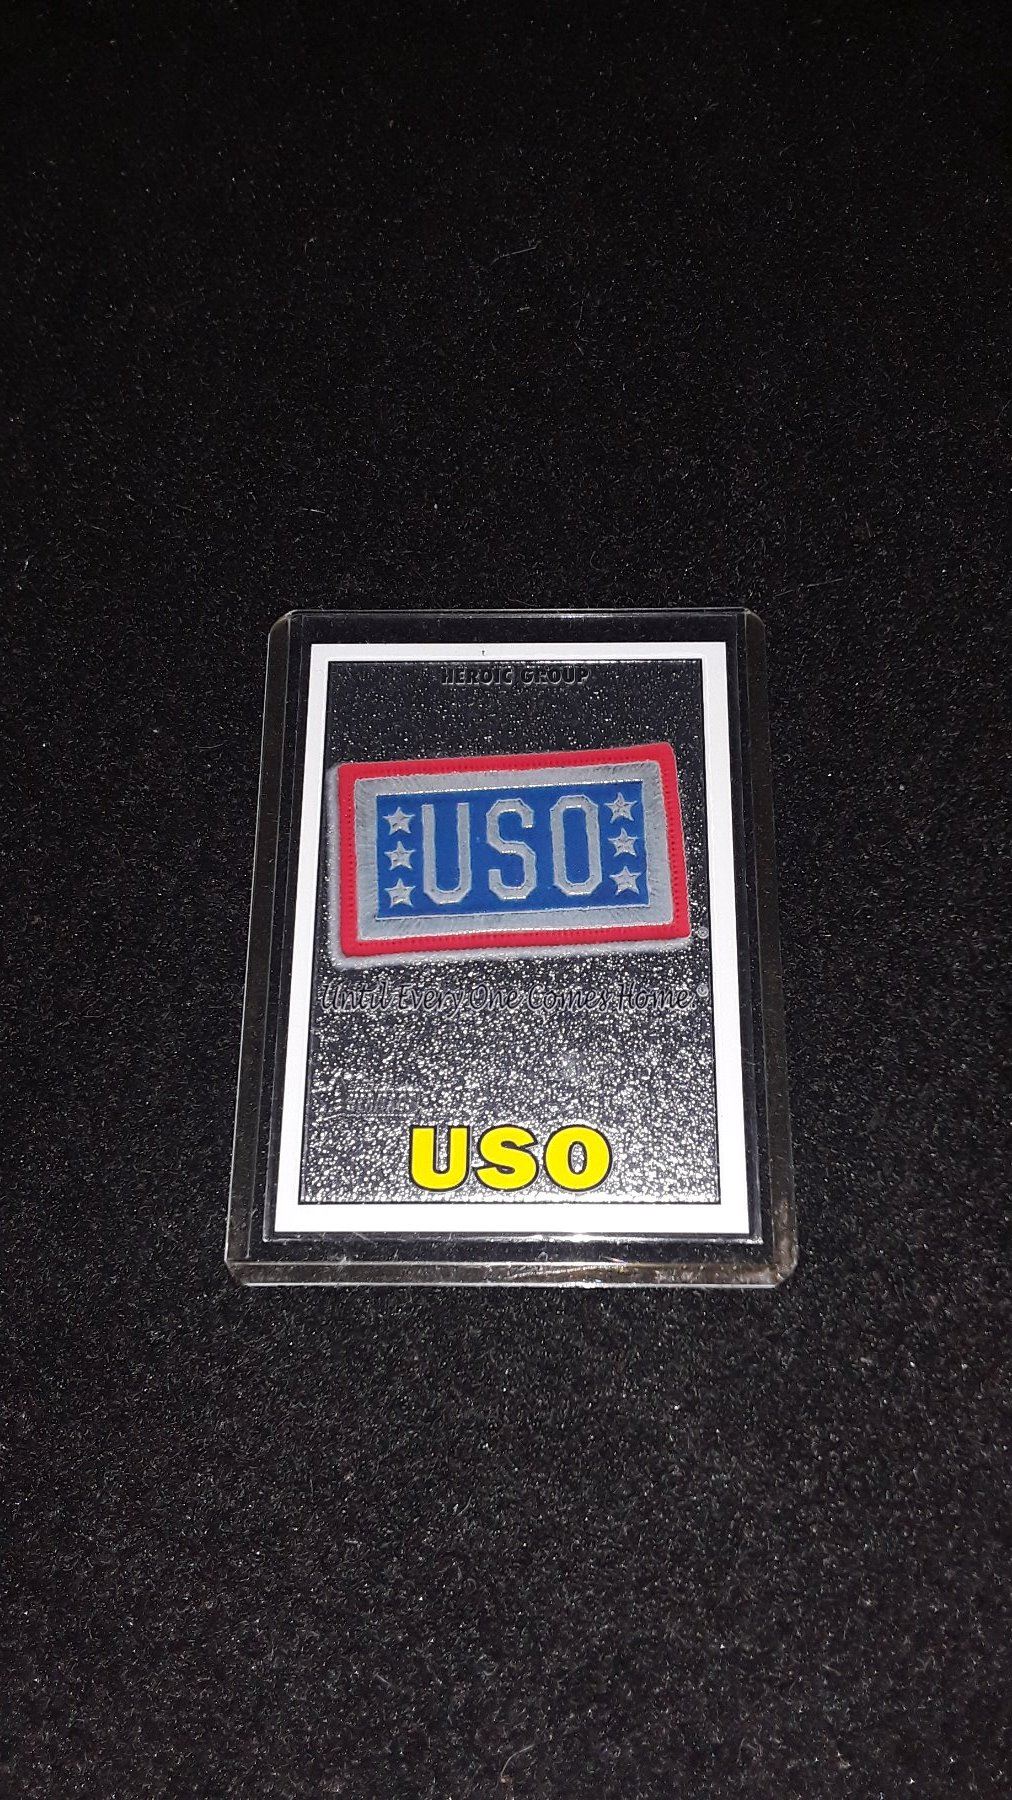 HEROIC GROUP
USO
®
Until Every One Comes Home.®
USO